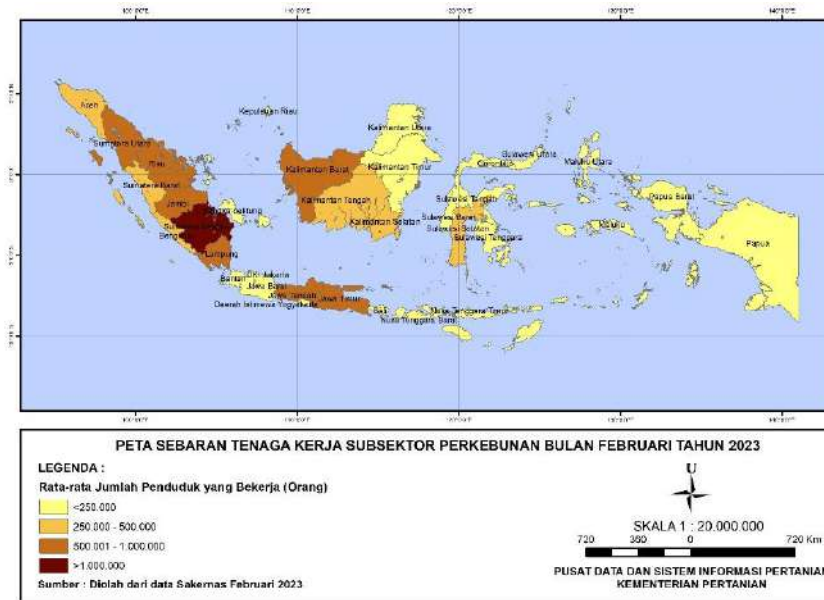 Kepulauan Riau
Aceh
Sumatera Utara
Riau
Sumatera Barat
Jambi
Lampung
Kalimantan Utara
Kalimantan Barat
Kalimantan Timur
Kalimantan Tengah
Kalimantan Selatan
Sulawesi Utara
Gorontalo
Sulawesi Tengah
Sulawesi Barat
Sulawesi Selatan
Sulawesi Tenggara
Maluku Utara
Maluku
Papua Barat
Papua
DKI Jakarta
Banten
Jawa Barat
Jawa Tengah
Jawa Timur
Daerah Istimewa Yogyakarta
Bali
Nusa Tenggara Timur
Nusa Tenggara Barat
PETA SEBARAN TENAGA KERJA SUBSEKTOR PERKEBUNAN BULAN FEBRUARI TAHUN 2023
LEGENDA :
Rata-rata Jumlah Penduduk yang Bekerja (Orang)
<250.000
250.000 - 500.000
500.001 - 1.000.000
>1.000.000
Sumber : Diolah dari data Sakernas Februari 2023
U
SKALA 1 : 20.000.000
720 360 0 720 Km
PUSAT DATA DAN SISTEM INFORMASI PERTANIAN
KEMENTERIAN PERTANIAN